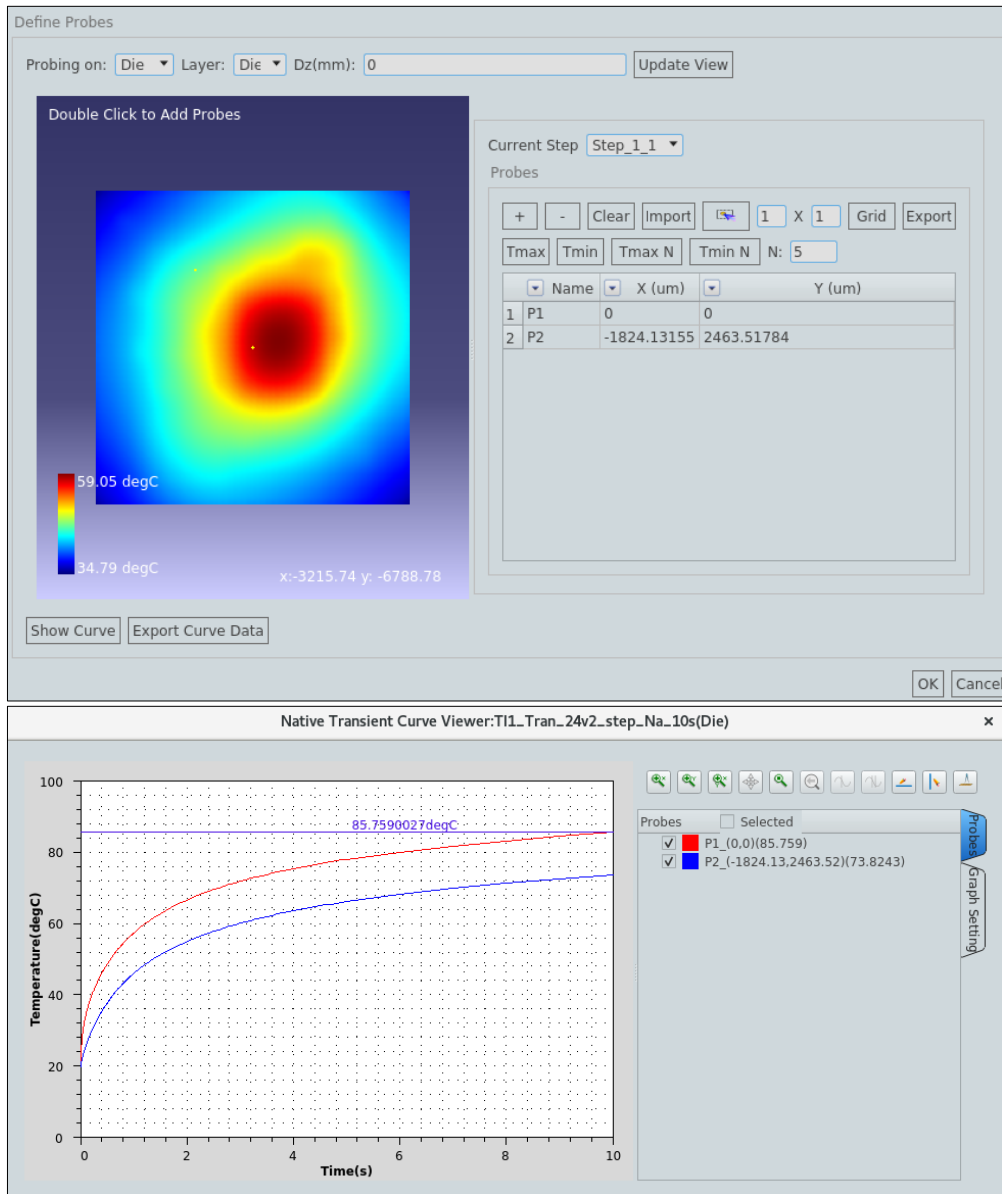 Define Probes
Probing on: Die Layer: Die Dz(mm): 0 Update View
Double Click to Add Probes
59.05 degC
34.79 degC
x:-3215.74 y: -6788.78
Current Step Step_1_1
Probes
+ - Clear Import 1 X 1 Grid Export
Tmax Tmin Tmax N Tmin N N: 5
Name X (um) Y (um)
1 P1 0 0
2 P2 -1824.13155 2463.51784
Show Curve Export Curve Data
OK Cancel
Native Transient Curve Viewer:TI1_Tran_24v2_step_Na_10s(Die) ×
100
80
60
40
20
0
Temperature(degC)
85.7590027degC
0 2 4 6 8 10
Time(s)
Probes Selected
P1_(0,0)(85.759)
P2_(-1824.13,2463.52)(73.8243)
Probes
Graph Setting